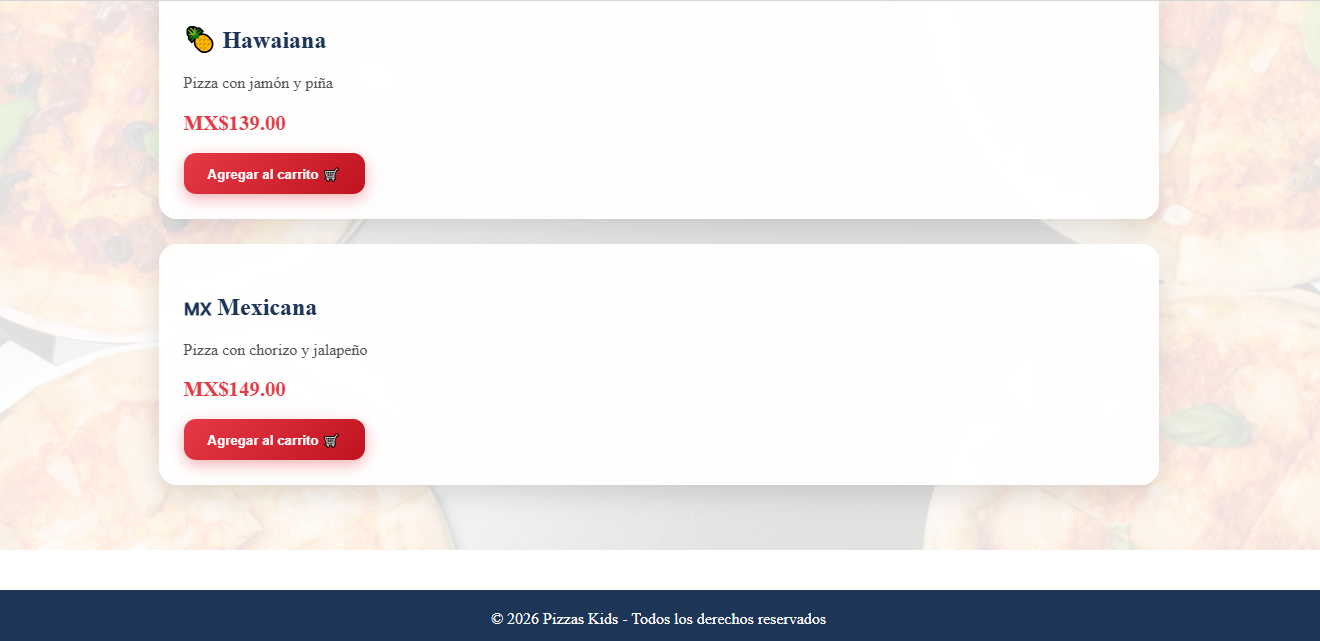 🍍 Hawaiana
Pizza con jamón y piña
MX$139.00
Agregar al carrito 🛒
MX Mexicana
Pizza con chorizo y jalapeño
MX$149.00
Agregar al carrito 🛒
© 2026 Pizzas Kids - Todos los derechos reservados